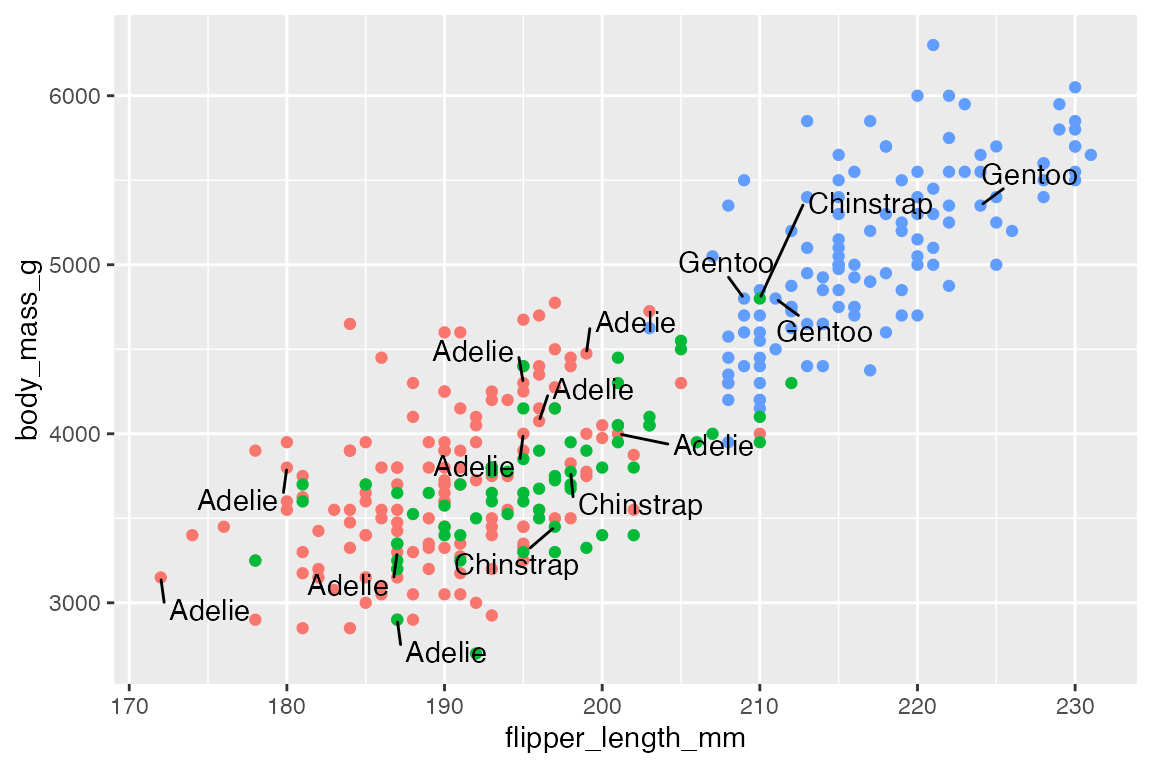 6000
5000
4000
3000
body_mass_g
Gentoo
Chinstrap
Gentoo
Gentoo
Adelie
Adelie
Adelie
Adelie
Adelie
Adelie
Chinstrap
Chinstrap
Adelie
Adelie
Adelie
170 180 190 200 210 220 230
flipper_length_mm